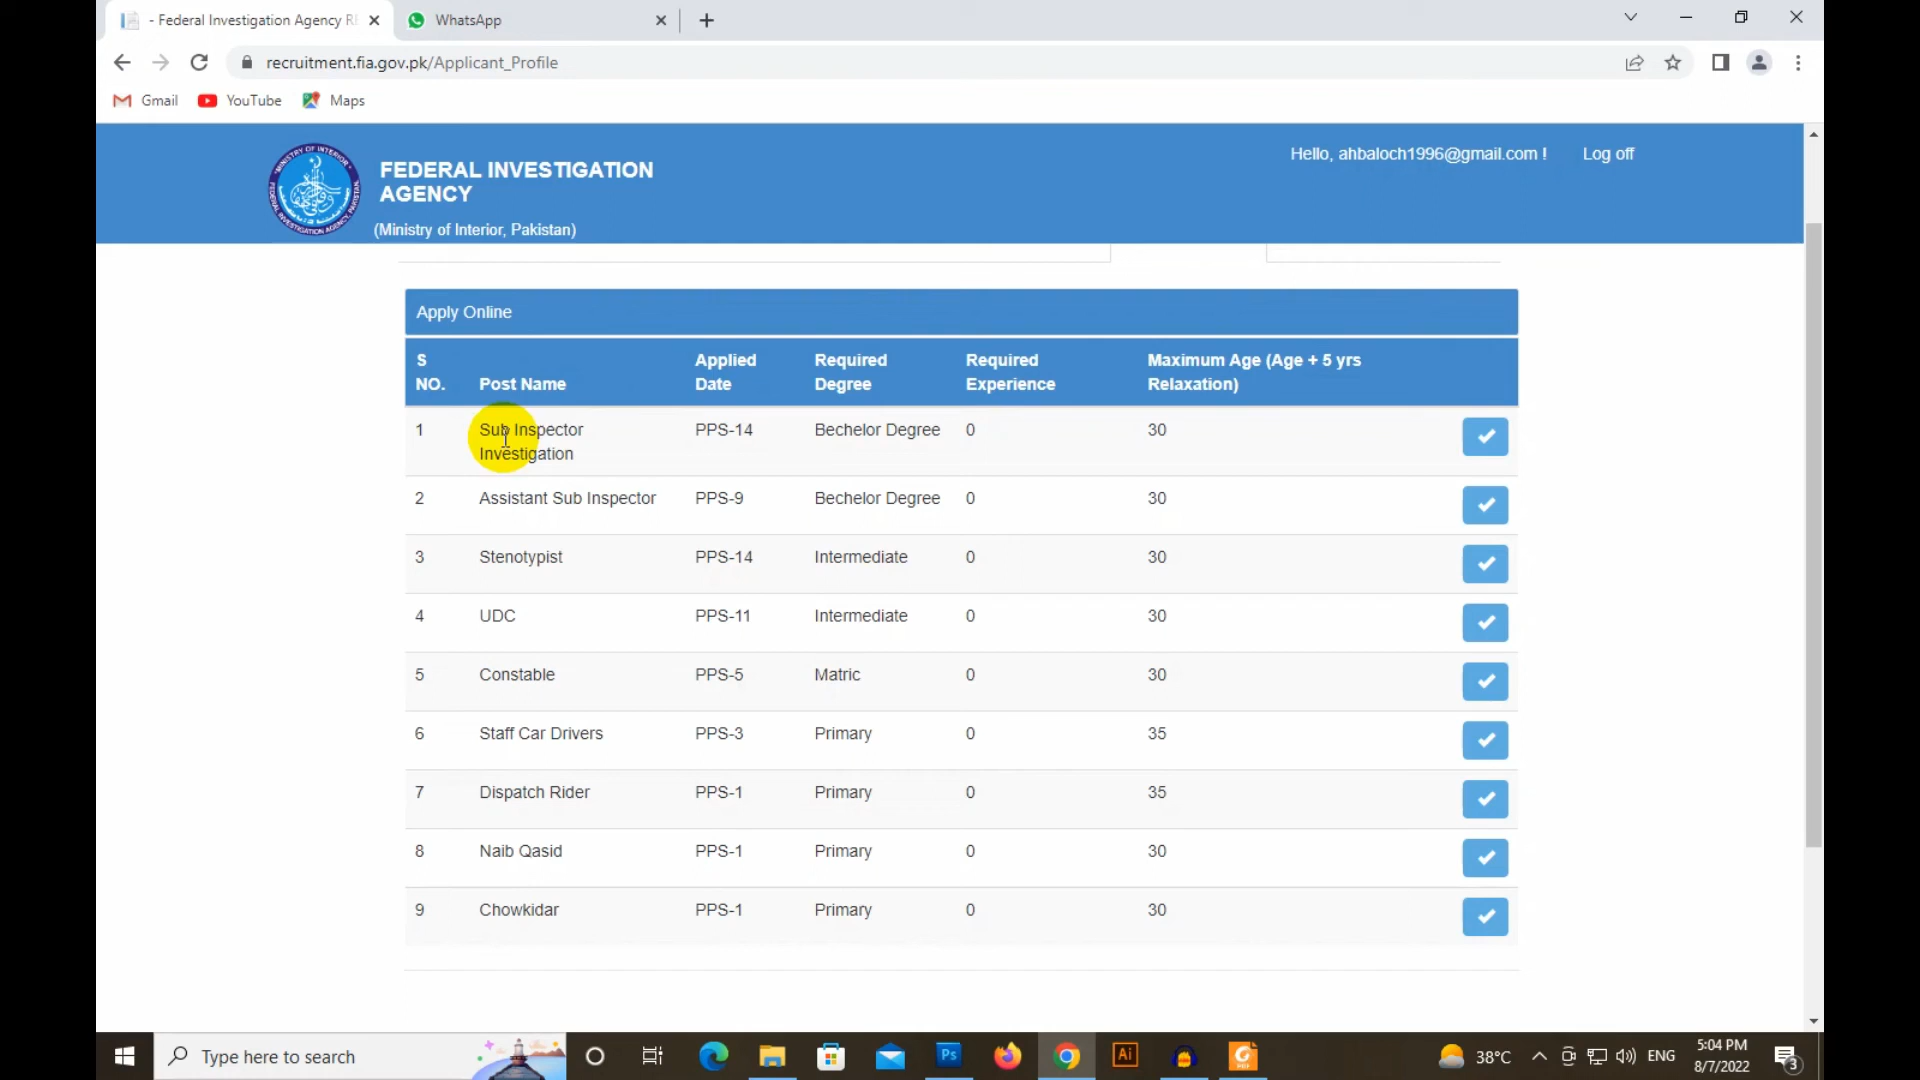 - Federal Investigation Agency R
WhatsApp
recruitment.fia.gov.pk/Applicant_Profile
Gmail
YouTube
Maps
FEDERAL INVESTIGATION
AGENCY
(Ministry of Interior, Pakistan)
Hello, ahbaloch1996@gmail.com !
Log off
Apply Online
S NO. Post Name Applied Date Required Degree Required Experience Maximum Age (Age + 5 yrs Relaxation)
1 Sub Inspector Investigation PPS-14 Bechelor Degree 0 30
2 Assistant Sub Inspector PPS-9 Bechelor Degree 0 30
3 Stenotypist PPS-14 Intermediate 0 30
4 UDC PPS-11 Intermediate 0 30
5 Constable PPS-5 Matric 0 30
6 Staff Car Drivers PPS-3 Primary 0 35
7 Dispatch Rider PPS-1 Primary 0 35
8 Naib Qasid PPS-1 Primary 0 30
9 Chowkidar PPS-1 Primary 0 30
Type here to search
Ps
Ai
38°C
ENG
5:04 PM
8/7/2022
3